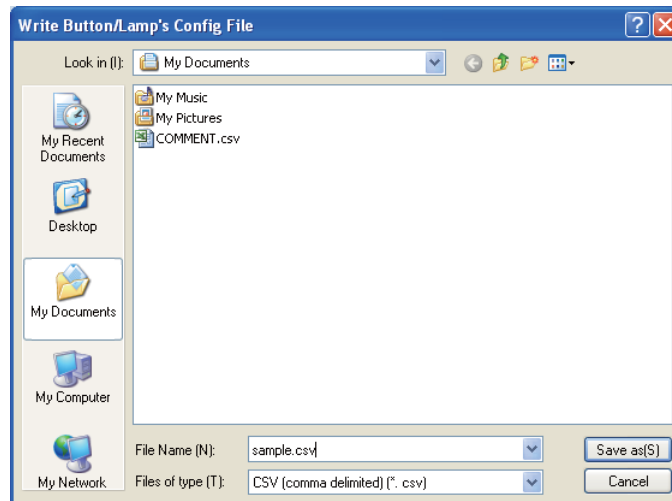 Write Button/Lamp's Config File
Look in (I):
My Documents
My Music
My Pictures
COMMENT.csv
My Recent
Documents
Desktop
My Documents
My Computer
My Network
File Name (N):
sample.csv
Save as(S)
Files of type (T):
CSV (comma delimited) (*. csv)
Cancel